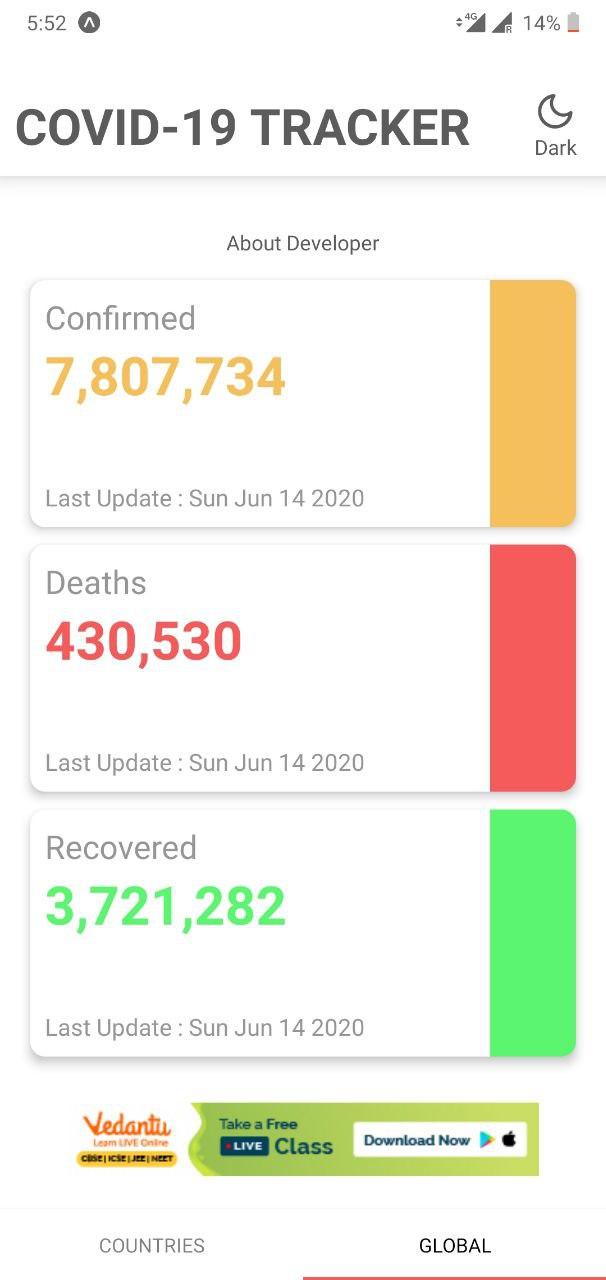 5:52
4G R 14%
COVID-19 TRACKER
Dark
About Developer
Confirmed
7,807,734
Last Update : Sun Jun 14 2020
Deaths
430,530
Last Update : Sun Jun 14 2020
Recovered
3,721,282
Last Update : Sun Jun 14 2020
Vedantu
Learn LIVE Online
CBSE | ICSE | JEE | NEET
Take a Free
LIVE Class
Download Now
COUNTRIES GLOBAL